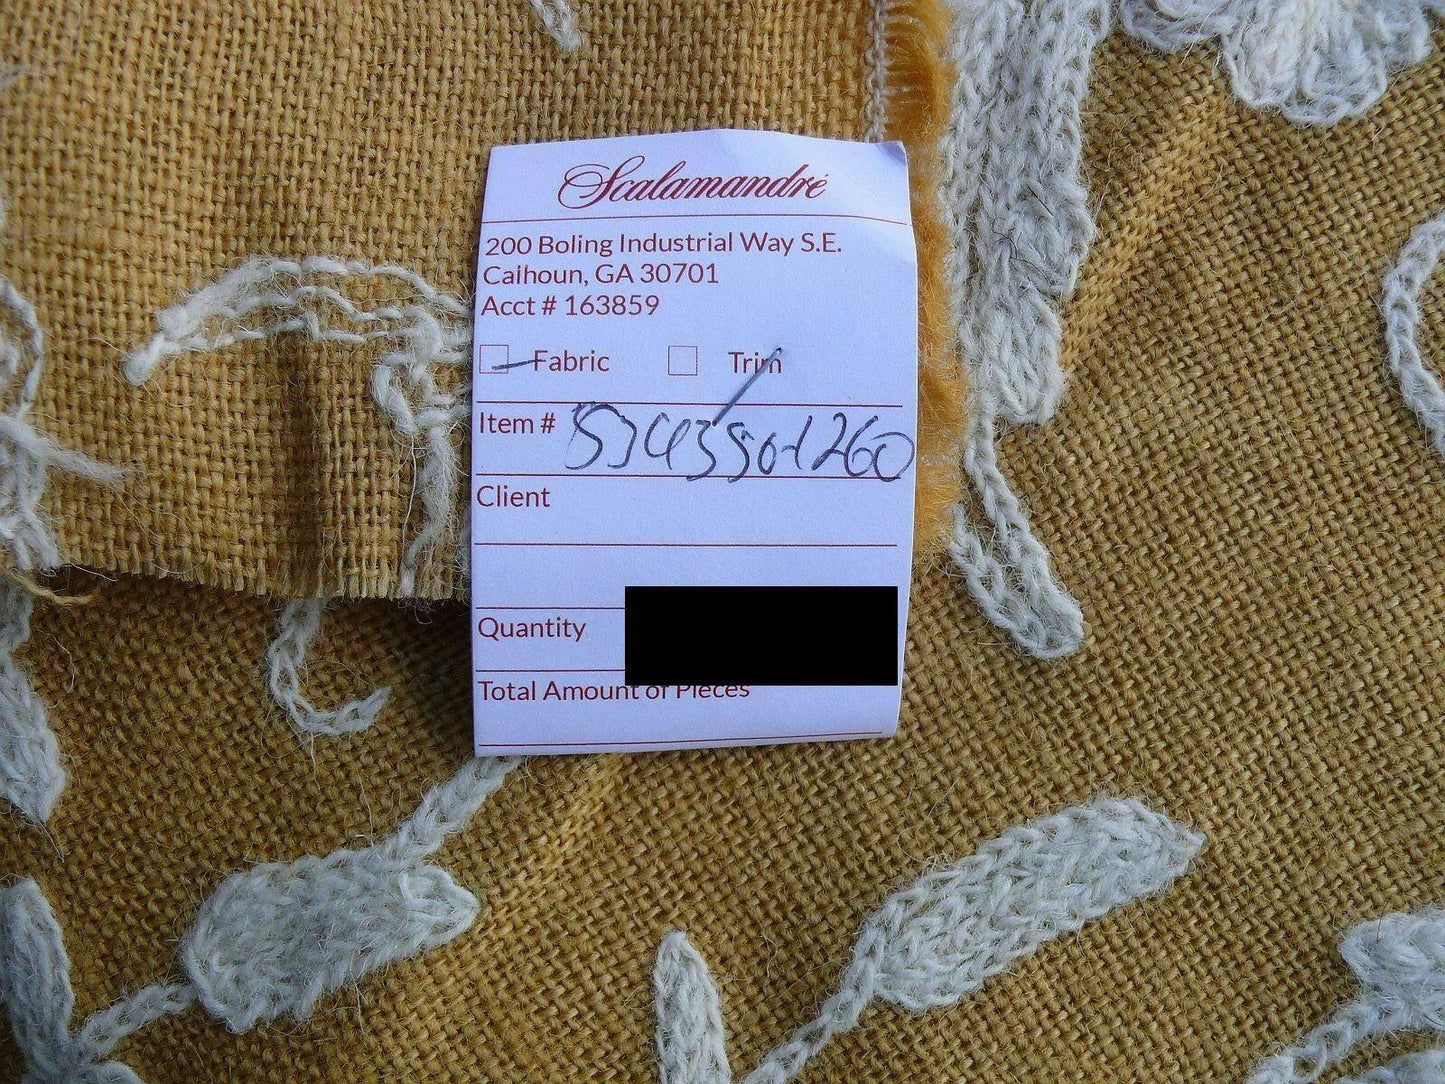 Scalamandré
200 Boling Industrial Way S.E.
Calhoun, GA 30701
Acct # 163859
Fabric Trim
Item #
Client
Quantity
Total Amount of Pieces